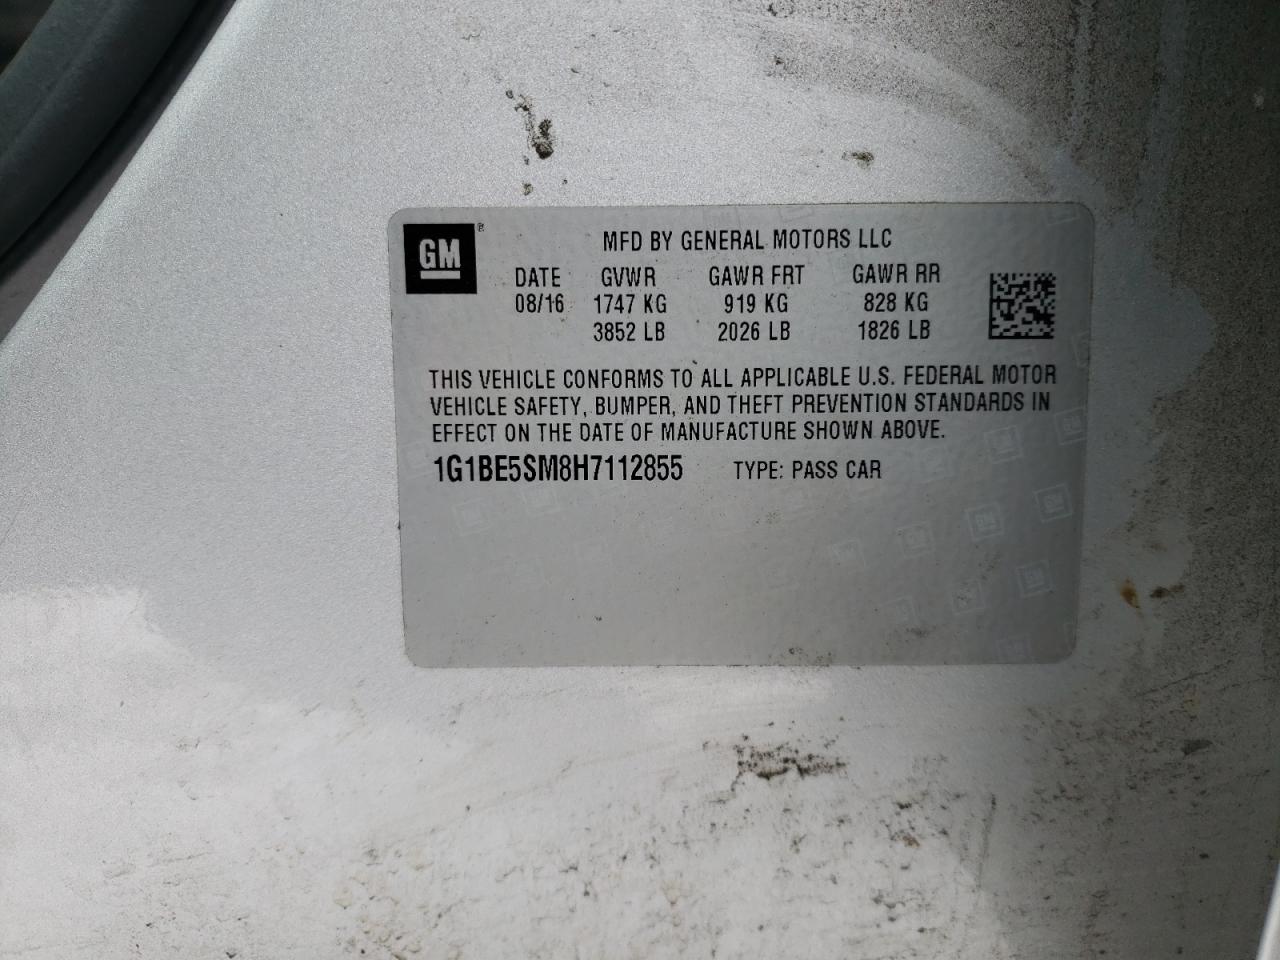 GM®
MFD BY GENERAL MOTORS LLC
DATE GVWR GAWR FRT GAWR RR
08/16 1747 KG 919 KG 828 KG
3852 LB 2026 LB 1826 LB
THIS VEHICLE CONFORMS TO ALL APPLICABLE U.S. FEDERAL MOTOR
VEHICLE SAFETY, BUMPER, AND THEFT PREVENTION STANDARDS IN
EFFECT ON THE DATE OF MANUFACTURE SHOWN ABOVE.
1G1BE5SM8H7112855 TYPE: PASS CAR